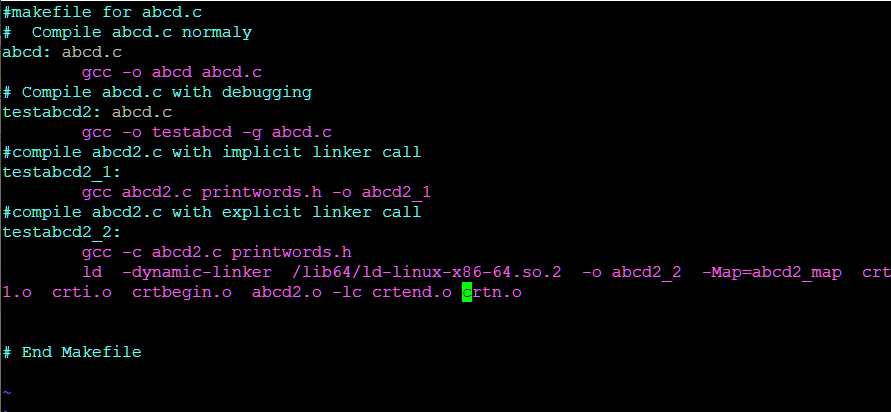 #makefile for abcd.c
#  Compile abcd.c normaly
abcd: abcd.c
        gcc -o abcd abcd.c
# Compile abcd.c with debugging
testabcd2: abcd.c
        gcc -o testabcd -g abcd.c
#compile abcd2.c with implicit linker call
testabcd2_1:
        gcc abcd2.c printwords.h -o abcd2_1
#compile abcd2.c with explicit linker call
testabcd2_2:
        gcc -c abcd2.c printwords.h
        ld  -dynamic-linker  /lib64/ld-linux-x86-64.so.2  -o abcd2_2  -Map=abcd2_map  crt
1.o  crti.o  crtbegin.o  abcd2.o -lc crtend.o crtn.o
# End Makefile
~